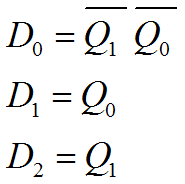 D₀ = Q̅₁ Q̅₀
D₁ = Q₀
D₂ = Q₁